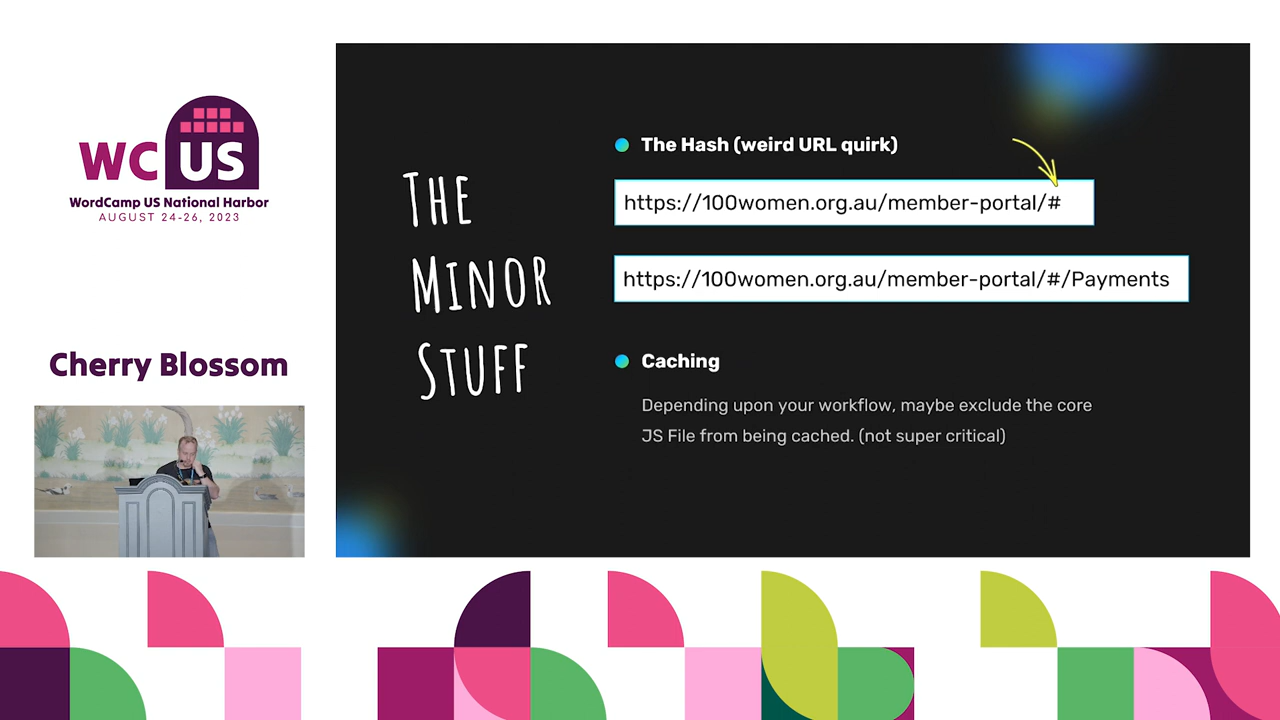 WC US
WordCamp US National Harbor
AUGUST 24-26, 2023
Cherry Blossom
The
Minor
Stuff
The Hash (weird URL quirk)
https://100women.org.au/member-portal/#
https://100women.org.au/member-portal/#/Payments
Caching
Depending upon your workflow, maybe exclude the core
JS File from being cached. (not super critical)